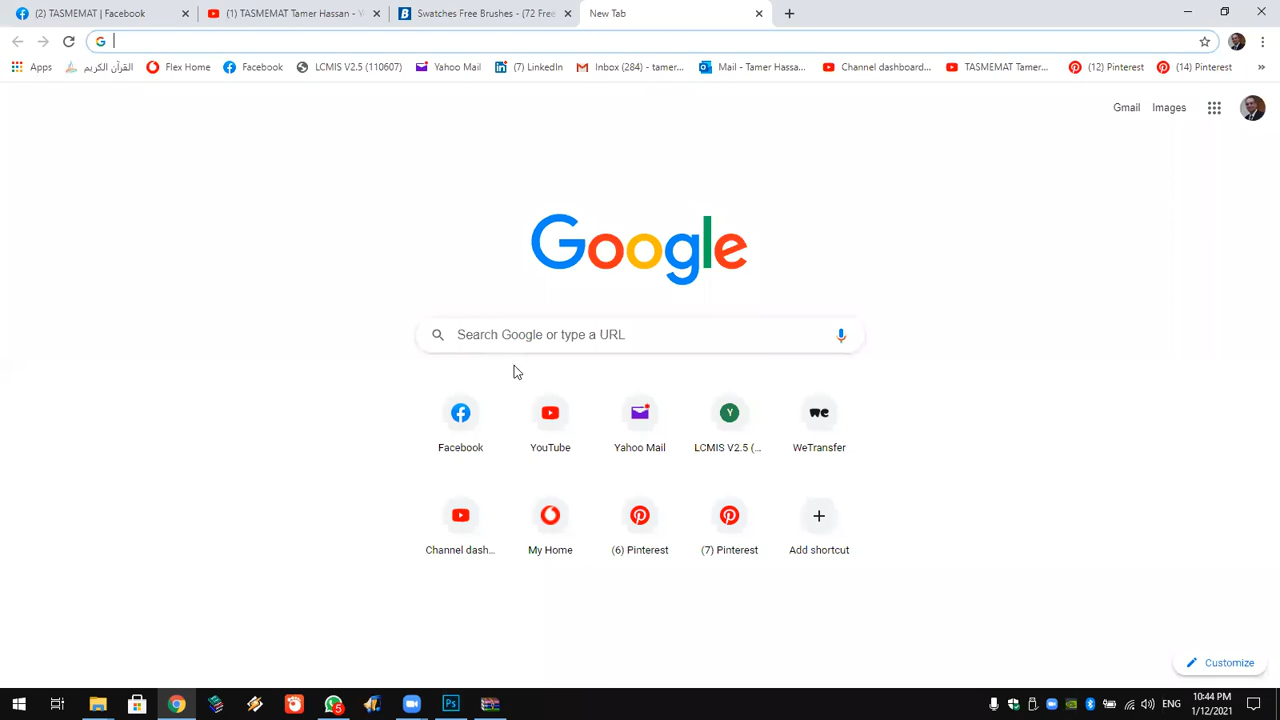 (2) TASMEMAT | Facebook
(1) TASMEMAT Tamer Hassan - Y
Swatches Free Brushes - (72 Free
New Tab
Apps
القرآن الكريم
Flex Home
Facebook
LCMIS V2.5 (110607)
Yahoo Mail
(7) LinkedIn
Inbox (284) - tamer...
Mail - Tamer Hassa...
Channel dashboard...
TASMEMAT Tamer...
(12) Pinterest
(14) Pinterest
»
Gmail
Images
Google
Search Google or type a URL
Facebook
YouTube
Yahoo Mail
LCMIS V2.5 (...
WeTransfer
Channel dash...
My Home
(6) Pinterest
(7) Pinterest
Add shortcut
Customize
ENG
10:44 PM
1/12/2021